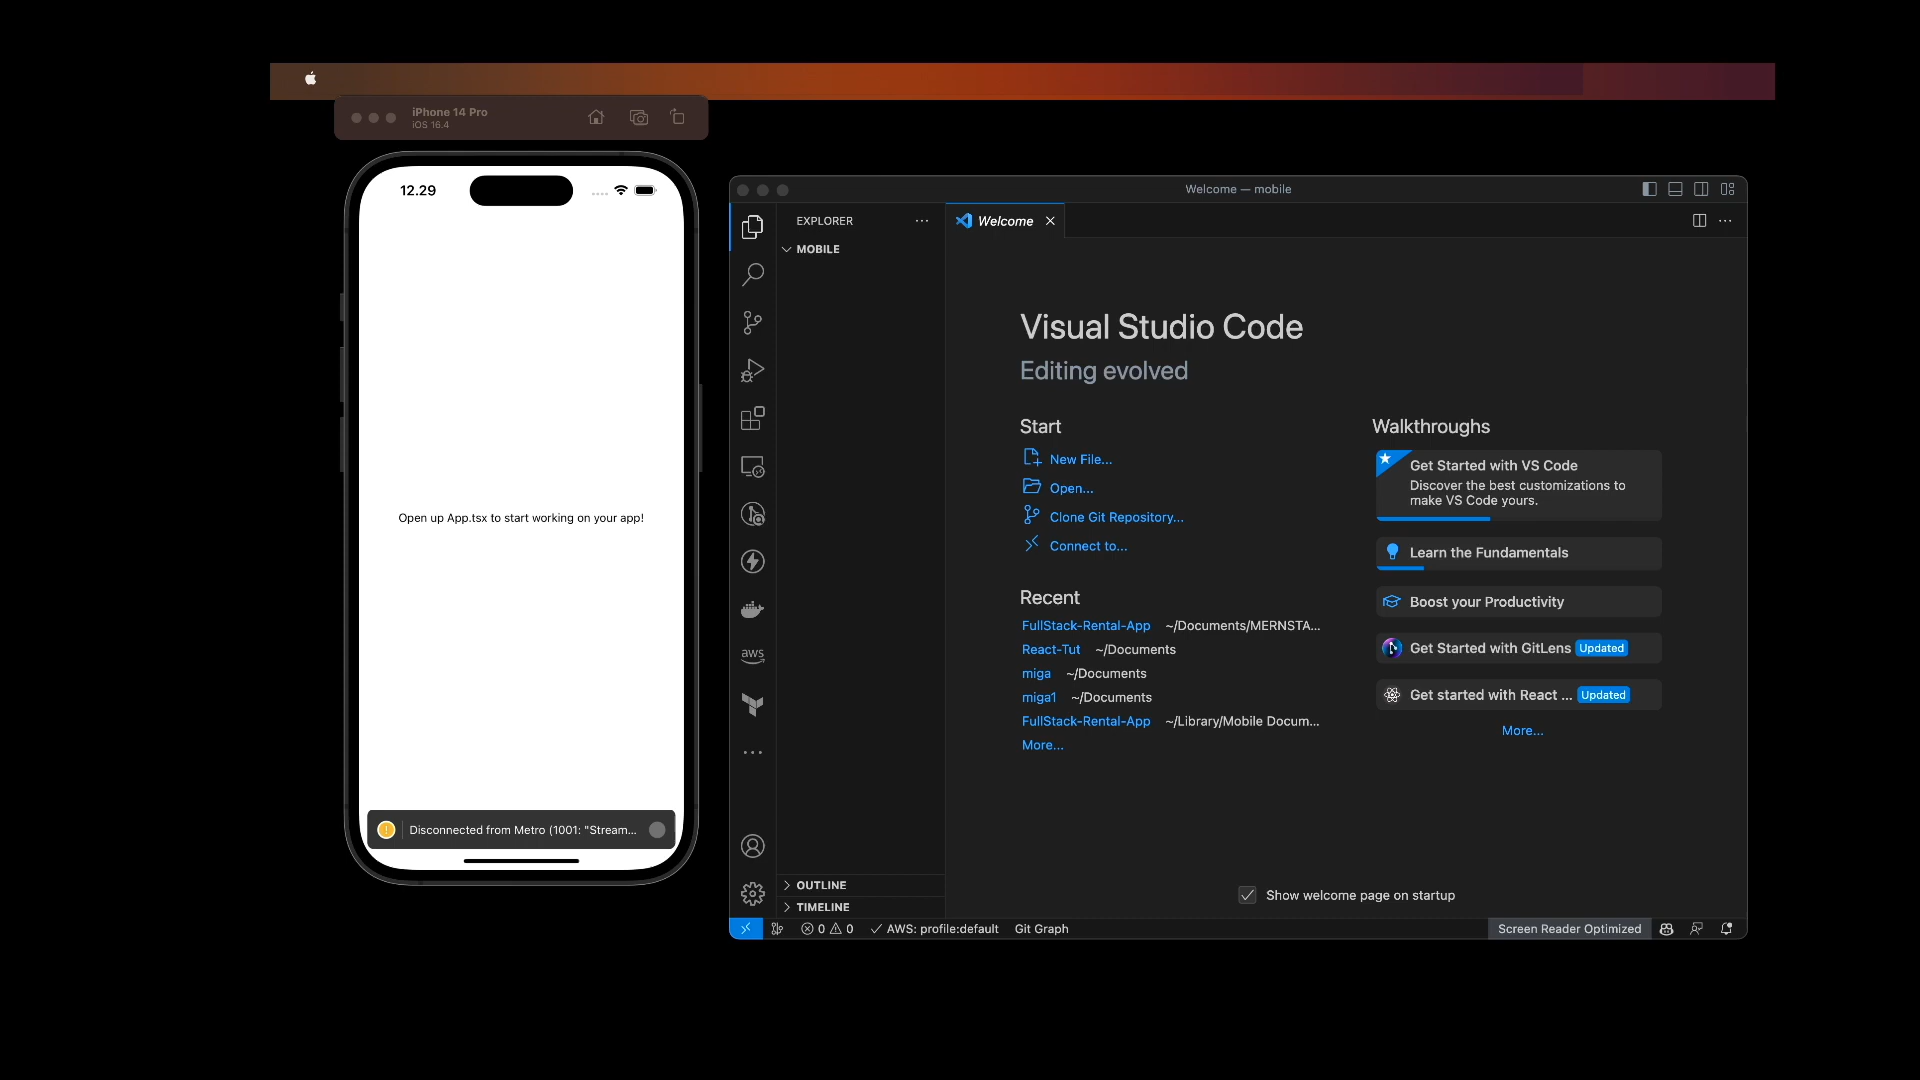 iPhone 14 Pro
iOS 16.4
12.29
Open up App.tsx to start working on your app!
Disconnected from Metro (1001: "Stream...
Welcome — mobile
EXPLORER
MOBILE
OUTLINE
TIMELINE
Welcome
Visual Studio Code
Editing evolved
Start
New File...
Open...
Clone Git Repository...
Connect to...
Recent
FullStack-Rental-App ~/Documents/MERNSTA...
React-Tut ~/Documents
miga ~/Documents
miga1 ~/Documents
FullStack-Rental-App ~/Library/Mobile Docum...
More...
Walkthroughs
Get Started with VS Code
Discover the best customizations to
make VS Code yours.
Learn the Fundamentals
Boost your Productivity
Get Started with GitLens Updated
Get started with React ... Updated
More...
Show welcome page on startup
aws
0 0 AWS: profile:default Git Graph
Screen Reader Optimized